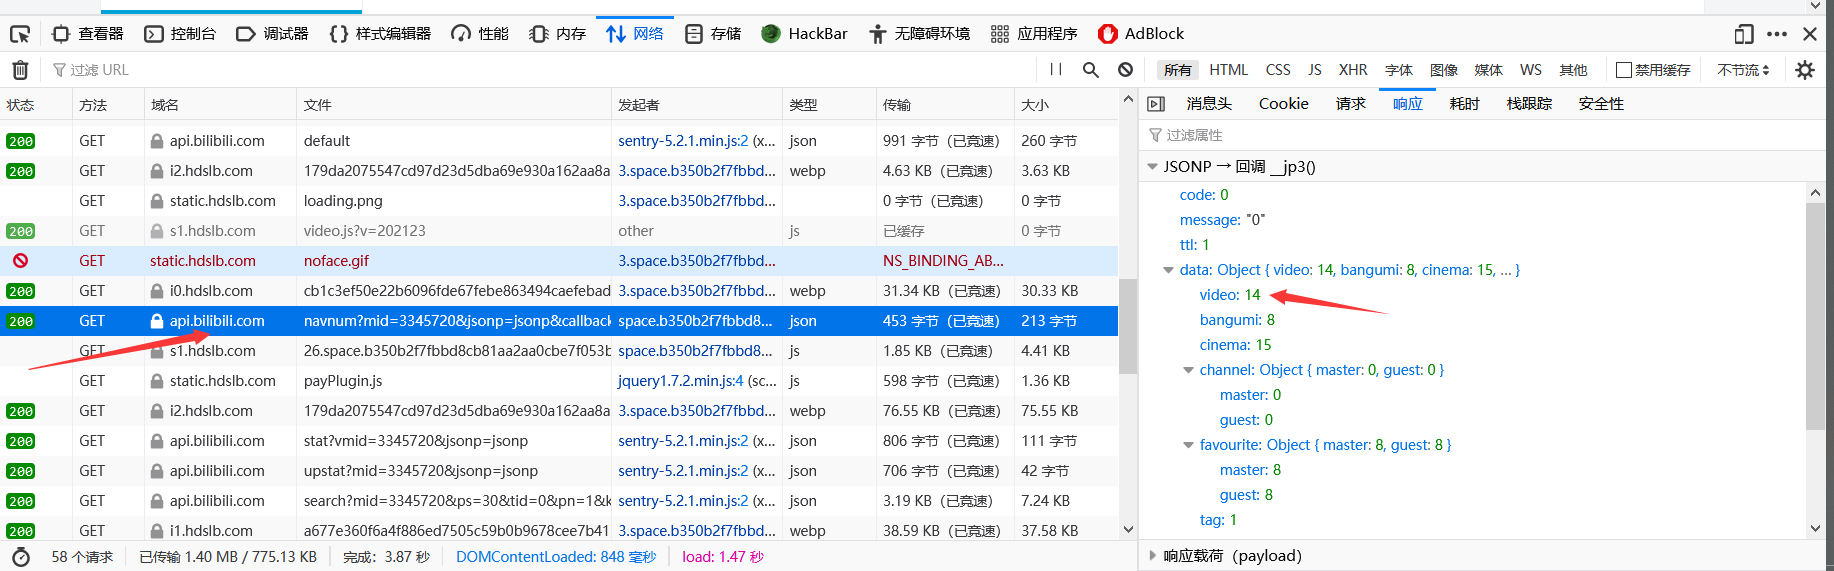 查看器 控制台 调试器 样式编辑器 性能 内存 网络 存储 HackBar 无障碍环境 应用程序 AdBlock
过滤 URL 所有 HTML CSS JS XHR 字体 图像 媒体 WS 其他 禁用缓存 不节流
状态 方法 域名 文件 发起者 类型 传输 大小
200 GET api.bilibili.com default sentry-5.2.1.min.js:2 (x... json 991 字节（已竞速） 260 字节
200 GET i2.hdslb.com 179da2075547cd97d23d5dba69e930a162aa8a 3.space.b350b2f7fbbd... webp 4.63 KB（已竞速） 3.63 KB
GET static.hdslb.com loading.png 3.space.b350b2f7fbbd... 0 字节（已竞速） 0 字节
200 GET s1.hdslb.com video.js?v=202123 other js 已缓存 0 字节
GET static.hdslb.com noface.gif 3.space.b350b2f7fbbd... NS_BINDING_AB...
200 GET i0.hdslb.com cb1c3ef50e22b6096fde67febe863494caefebad 3.space.b350b2f7fbbd... webp 31.34 KB（已竞速） 30.33 KB
200 GET api.bilibili.com navnum?mid=3345720&jsonp=jsonp&callback space.b350b2f7fbbd8... json 453 字节（已竞速） 213 字节
GET s1.hdslb.com 26.space.b350b2f7fbbd8cb81aa2aa0cbe7f053b space.b350b2f7fbbd8... js 1.85 KB（已竞速） 4.41 KB
GET static.hdslb.com payPlugin.js jquery1.7.2.min.js:4 (sc... js 598 字节（已竞速） 1.36 KB
200 GET i2.hdslb.com 179da2075547cd97d23d5dba69e930a162aa8a 3.space.b350b2f7fbbd... webp 76.55 KB（已竞速） 75.55 KB
200 GET api.bilibili.com stat?vmid=3345720&jsonp=jsonp sentry-5.2.1.min.js:2 (x... json 806 字节（已竞速） 111 字节
200 GET api.bilibili.com upstat?mid=3345720&jsonp=jsonp sentry-5.2.1.min.js:2 (x... json 706 字节（已竞速） 42 字节
200 GET api.bilibili.com search?mid=3345720&ps=30&tid=0&pn=1&k sentry-5.2.1.min.js:2 (x... json 3.19 KB（已竞速） 7.24 KB
200 GET i1.hdslb.com a677e360f6a4f886ed7505c59b0b9678cee7b41 3.space.b350b2f7fbbd... webp 38.59 KB（已竞速） 37.58 KB
58 个请求 已传输 1.40 MB / 775.13 KB 完成：3.87 秒 DOMContentLoaded: 848 毫秒 load: 1.47 秒
消息头 Cookie 请求 响应 耗时 栈跟踪 安全性
过滤属性
JSONP → 回调 __jp3()
code: 0
message: "0"
ttl: 1
data: Object { video: 14, bangumi: 8, cinema: 15, ... }
video: 14
bangumi: 8
cinema: 15
channel: Object { master: 0, guest: 0 }
master: 0
guest: 0
favourite: Object { master: 8, guest: 8 }
master: 8
guest: 8
tag: 1
响应载荷（payload）